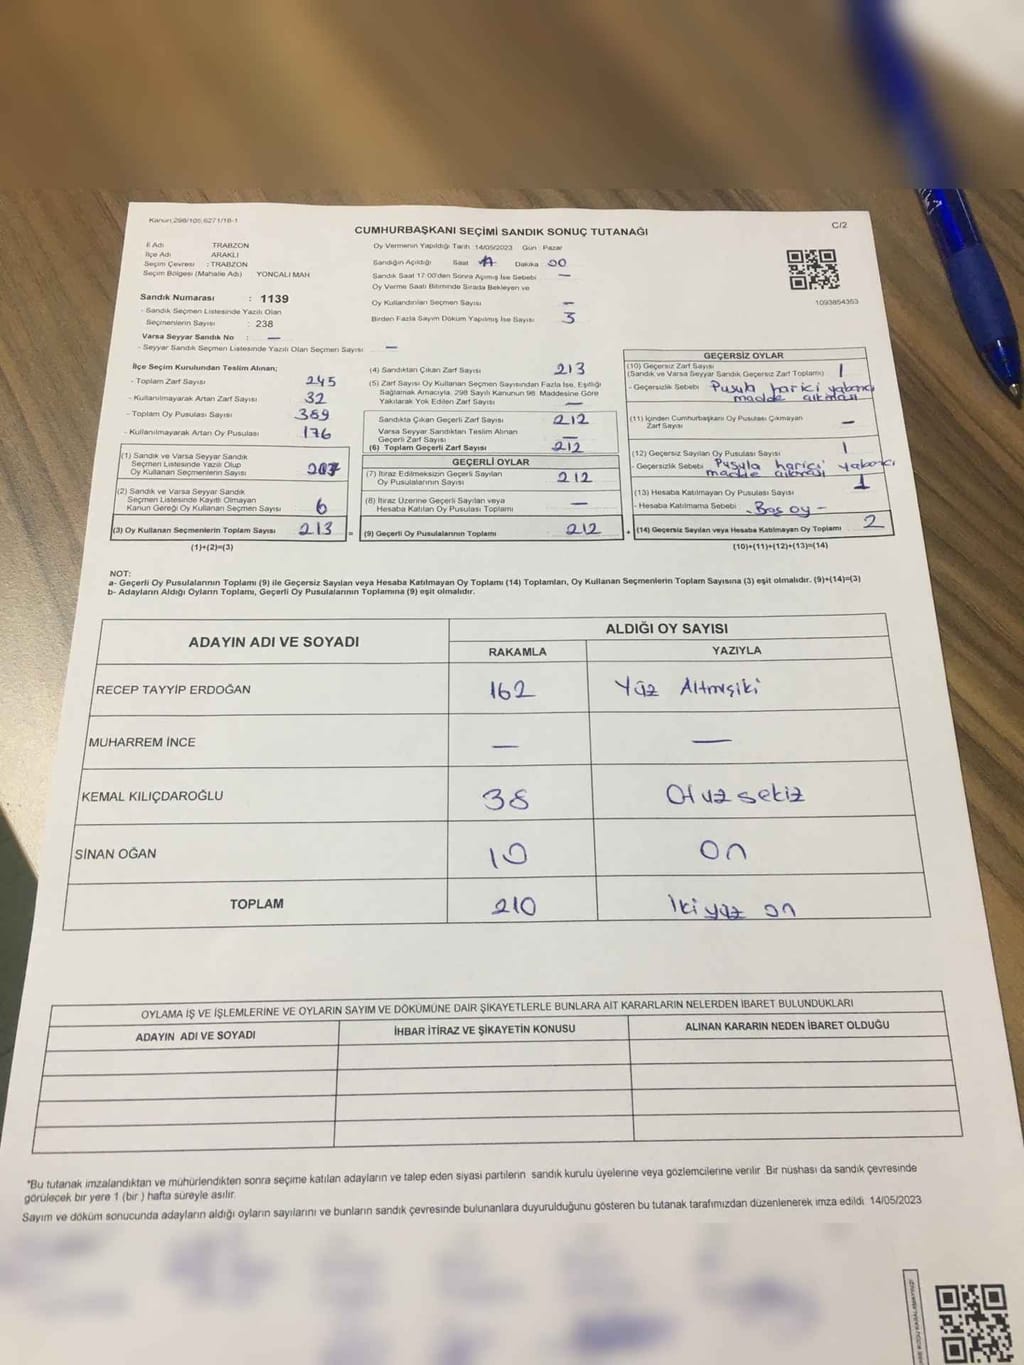 Kanun;298/105,6271/18-1
C/2
CUMHURBAŞKANI SEÇİMİ SANDIK SONUÇ TUTANAĞI
İl Adı TRABZON
İlçe Adı ARAKLI
Seçim Çevresi : TRABZON
Seçim Bölgesi (Mahalle Adı) YONCALI MAH
Sandık Numarası : 1139
- Sandık Seçmen Listesinde Yazılı Olan
Seçmenlerin Sayısı : 238
Varsa Seyyar Sandık No : —
- Seyyar Sandık Seçmen Listesinde Yazılı Olan Seçmen Sayısı —
Oy Vermenin Yapıldığı Tarih 14/05/2023 Gün Pazar
Sandığın Açıldığı Saat Dakika 00
Sandık Saat 17:00'den Sonra Açılmış İse Sebebi —
Oy Verme Saati Bitiminde Sırada Bekleyen ve
Oy Kullandırılan Seçmen Sayısı —
Birden Fazla Sayım Döküm Yapılmış İse Sayısı 3
1093854353
İlçe Seçim Kurulundan Teslim Alınan;
- Toplam Zarf Sayısı 245
- Kullanılmayarak Artan Zarf Sayısı 32
- Toplam Oy Pusulası Sayısı 389
- Kullanılmayarak Artan Oy Pusulası 176
(1) Sandık ve Varsa Seyyar Sandık
Seçmen Listesinde Yazılı Olup
Oy Kullanan Seçmenlerin Sayısı 207
(2) Sandık ve Varsa Seyyar Sandık
Seçmen Listesinde Kayıtlı Olmayan
Kanun Gereği Oy Kullanan Seçmen Sayısı 6
(3) Oy Kullanan Seçmenlerin Toplam Sayısı 213 =
(1)+(2)=(3)
(4) Sandıktan Çıkan Zarf Sayısı 213
(5) Zarf Sayısı Oy Kullanan Seçmen Sayısından Fazla İse, Eşitliği
Sağlamak Amacıyla, 298 Sayılı Kanunun 98. Maddesine Göre
Yakılarak Yok Edilen Zarf Sayısı —
Sandıkta Çıkan Geçerli Zarf Sayısı 212
Varsa Seyyar Sandıktan Teslim Alınan
Geçerli Zarf Sayısı —
(6) Toplam Geçerli Zarf Sayısı 212
GEÇERLİ OYLAR
(7) İtiraz Edilmeksizin Geçerli Sayılan
Oy Pusulalarının Sayısı 212
(8) İtiraz Üzerine Geçerli Sayılan veya
Hesaba Katılan Oy Pusulası Toplamı —
(9) Geçerli Oy Pusulalarının Toplamı 212 +
GEÇERSİZ OYLAR
(10) Geçersiz Zarf Sayısı
(Sandık ve Varsa Seyyar Sandık Geçersiz Zarf Toplamı) 1
- Geçersizlik Sebebi Pusula harici yabancı
madde çıkması
(11) İçinden Cumhurbaşkanı Oy Pusulası Çıkmayan
Zarf Sayısı —
(12) Geçersiz Sayılan Oy Pusulası Sayısı 1
- Geçersizlik Sebebi Pusula harici yabancı
madde çıkması
(13) Hesaba Katılmayan Oy Pusulası Sayısı 1
- Hesaba Katılmama Sebebi Boş oy -
(14) Geçersiz Sayılan veya Hesaba Katılmayan Oy Toplamı 2
(10)+(11)+(12)+(13)=(14)
NOT:
a- Geçerli Oy Pusulalarının Toplamı (9) ile Geçersiz Sayılan veya Hesaba Katılmayan Oy Toplamı (14) Toplamları, Oy Kullanan Seçmenlerin Toplam Sayısına (3) eşit olmalıdır. (9)+(14)=(3)
b- Adayların Aldığı Oyların Toplamı, Geçerli Oy Pusulalarının Toplamına (9) eşit olmalıdır.
ADAYIN ADI VE SOYADI
ALDIĞI OY SAYISI
RAKAMLA YAZIYLA
RECEP TAYYİP ERDOĞAN 162 Yüz Altmışiki
MUHARREM İNCE — —
KEMAL KILIÇDAROĞLU 38 Otuz sekiz
SİNAN OĞAN 10 On
TOPLAM 210 İki yüz on
OYLAMA İŞ VE İŞLEMLERİNE VE OYLARIN SAYIM VE DÖKÜMÜNE DAİR ŞİKAYETLERLE BUNLARA AİT KARARLARIN NELERDEN İBARET BULUNDUKLARI
ADAYIN ADI VE SOYADI İHBAR İTİRAZ VE ŞİKAYETİN KONUSU ALINAN KARARIN NEDEN İBARET OLDUĞU
*Bu tutanak imzalandıktan ve mühürlendikten sonra seçime katılan adayların ve talep eden siyasi partilerin sandık kurulu üyelerine veya gözlemcilerine verilir. Bir nüshası da sandık çevresinde
görülecek bir yere 1 (bir ) hafta süreyle asılır.
Sayım ve döküm sonucunda adayların aldığı oyların sayılarını ve bunların sandık çevresinde bulunanlara duyurulduğunu gösteren bu tutanak tarafımızdan düzenlenerek imza edildi. 14/05/2023